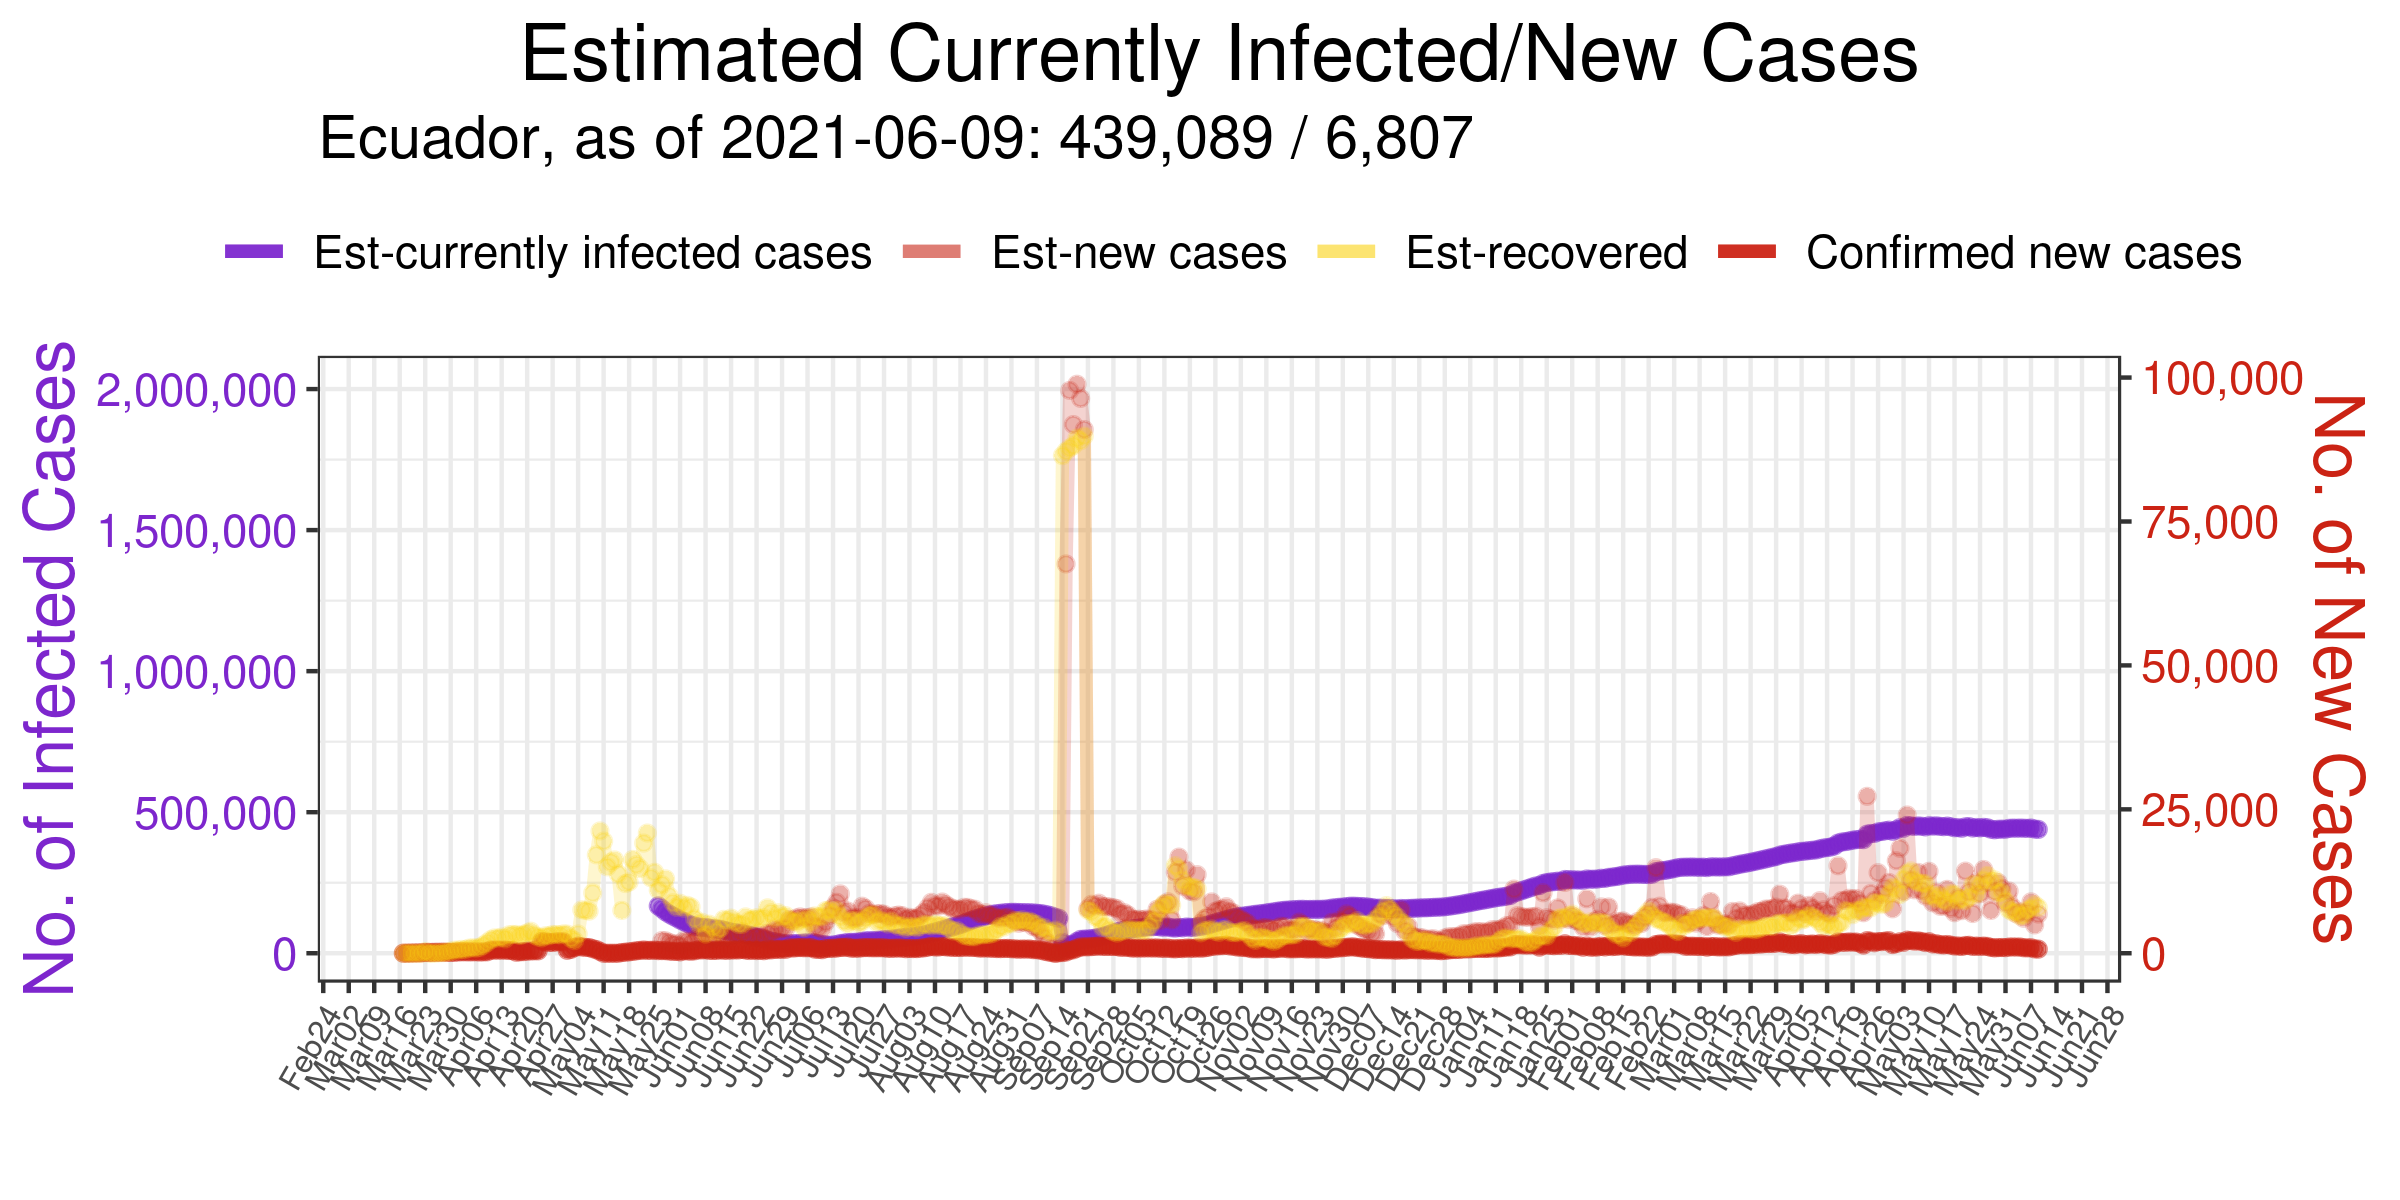 Estimated Currently Infected/New Cases
Ecuador, as of 2021-06-09: 439,089 / 6,807
Est-currently infected cases Est-new cases Est-recovered Confirmed new cases
No. of Infected Cases
2,000,000
1,500,000
1,000,000
500,000
0
100,000
75,000
50,000
25,000
0
No. of New Cases
Feb24 Mar02 Mar09 Mar16 Mar23 Mar30 Apr06 Apr13 Apr20 Apr27 May04 May11 May18 May25 Jun01 Jun08 Jun15 Jun22 Jun29 Jul06 Jul13 Jul20 Jul27 Aug03 Aug10 Aug17 Aug24 Aug31 Sep07 Sep14 Sep21 Sep28 Oct05 Oct12 Oct19 Oct26 Nov02 Nov09 Nov16 Nov23 Nov30 Dec07 Dec14 Dec21 Dec28 Jan04 Jan11 Jan18 Jan25 Feb01 Feb08 Feb15 Feb22 Mar01 Mar08 Mar15 Mar22 Mar29 Apr05 Apr12 Apr19 Apr26 May03 May10 May17 May24 May31 Jun07 Jun14 Jun21 Jun28